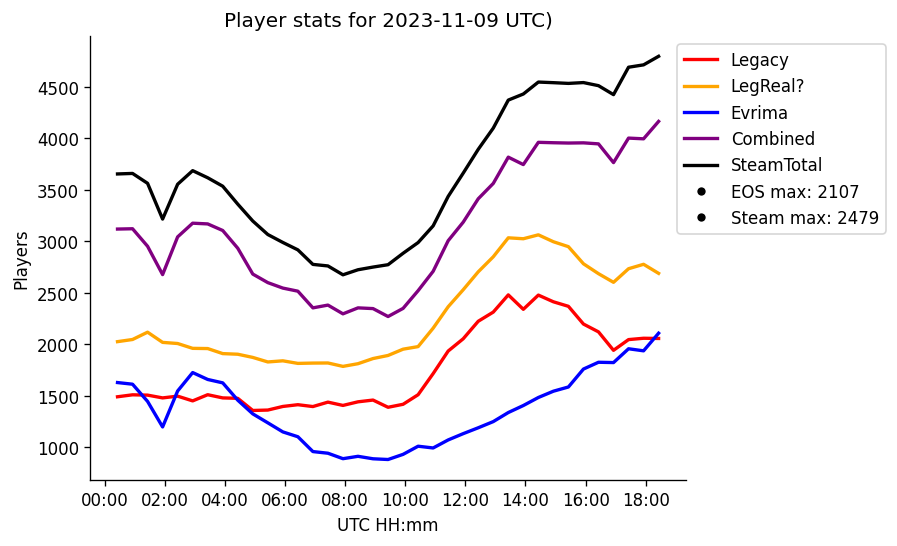 Player stats for 2023-11-09 UTC)
Legacy
LegReal?
Evrima
Combined
SteamTotal
EOS max: 2107
Steam max: 2479
4500
4000
3500
3000
2500
2000
1500
1000
Players
00:00 02:00 04:00 06:00 08:00 10:00 12:00 14:00 16:00 18:00
UTC HH:mm